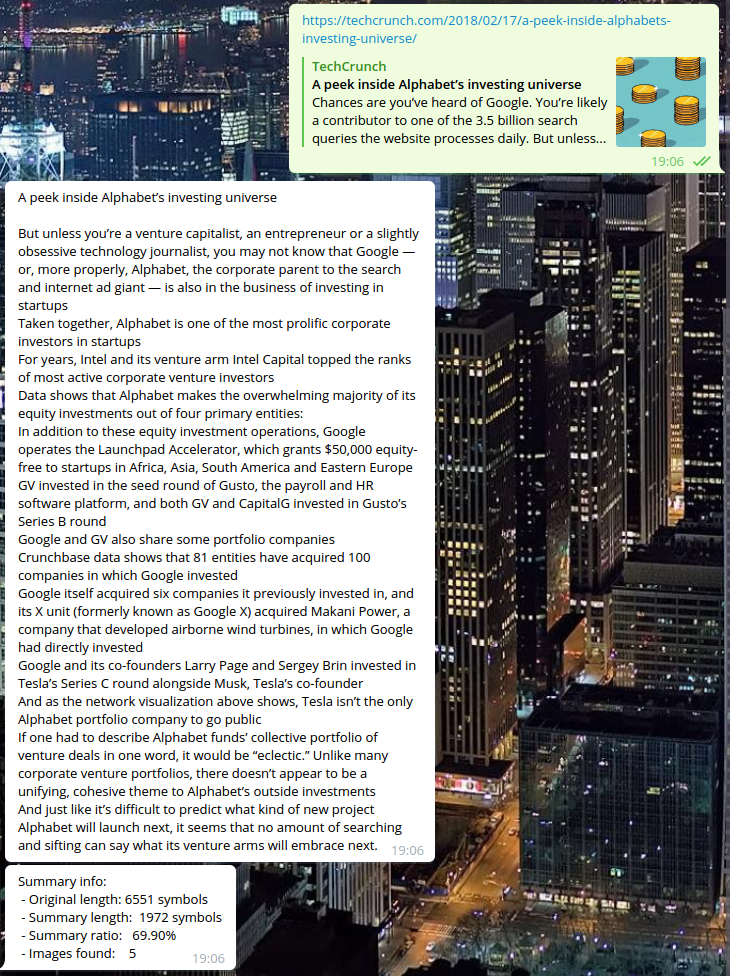 https://techcrunch.com/2018/02/17/a-peek-inside-alphabets-
investing-universe/
TechCrunch
A peek inside Alphabet’s investing universe
Chances are you’ve heard of Google. You’re likely
a contributor to one of the 3.5 billion search
queries the website processes daily. But unless...
19:06
A peek inside Alphabet’s investing universe
But unless you’re a venture capitalist, an entrepreneur or a slightly
obsessive technology journalist, you may not know that Google —
or, more properly, Alphabet, the corporate parent to the search
and internet ad giant — is also in the business of investing in
startups
Taken together, Alphabet is one of the most prolific corporate
investors in startups
For years, Intel and its venture arm Intel Capital topped the ranks
of most active corporate venture investors
Data shows that Alphabet makes the overwhelming majority of its
equity investments out of four primary entities:
In addition to these equity investment operations, Google
operates the Launchpad Accelerator, which grants $50,000 equity-
free to startups in Africa, Asia, South America and Eastern Europe
GV invested in the seed round of Gusto, the payroll and HR
software platform, and both GV and CapitalG invested in Gusto’s
Series B round
Google and GV also share some portfolio companies
Crunchbase data shows that 81 entities have acquired 100
companies in which Google invested
Google itself acquired six companies it previously invested in, and
its X unit (formerly known as Google X) acquired Makani Power, a
company that developed airborne wind turbines, in which Google
had directly invested
Google and its co-founders Larry Page and Sergey Brin invested in
Tesla’s Series C round alongside Musk, Tesla’s co-founder
And as the network visualization above shows, Tesla isn’t the only
Alphabet portfolio company to go public
If one had to describe Alphabet funds’ collective portfolio of
venture deals in one word, it would be “eclectic.” Unlike many
corporate venture portfolios, there doesn’t appear to be a
unifying, cohesive theme to Alphabet’s outside investments
And just like it’s difficult to predict what kind of new project
Alphabet will launch next, it seems that no amount of searching
and sifting can say what its venture arms will embrace next.
19:06
Summary info:
- Original length: 6551 symbols
- Summary length: 1972 symbols
- Summary ratio: 69.90%
- Images found: 5
19:06